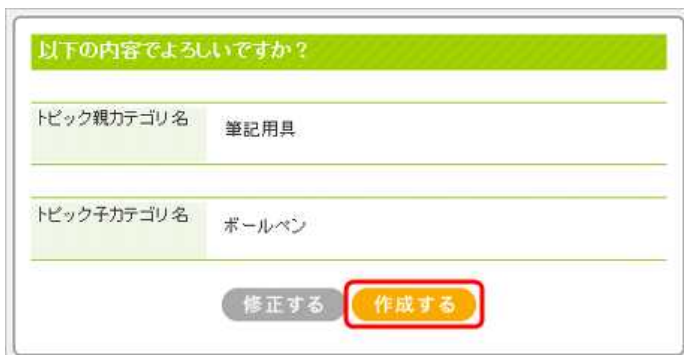 以下の内容でよろしいですか？
トピック親カテゴリ名
筆記用具
トピック子カテゴリ名
ボールペン
修正する 作成する